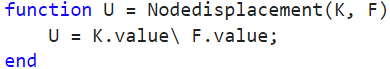 function U = Nodedisplacement(K, F)
    U = K.value\ F.value;
end